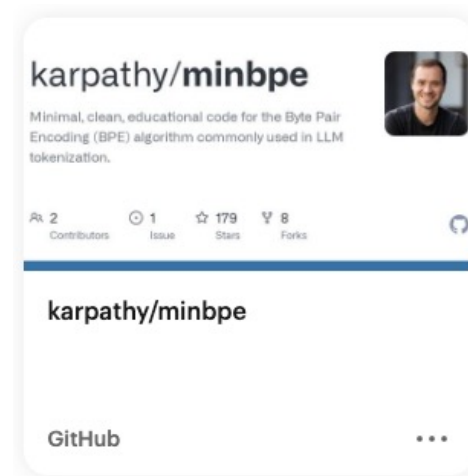 karpathy/minbpe
Minimal, clean, educational code for the Byte Pair
Encoding (BPE) algorithm commonly used in LLM
tokenization.
2 1 179 8
Contributors Issue Stars Forks
karpathy/minbpe
GitHub